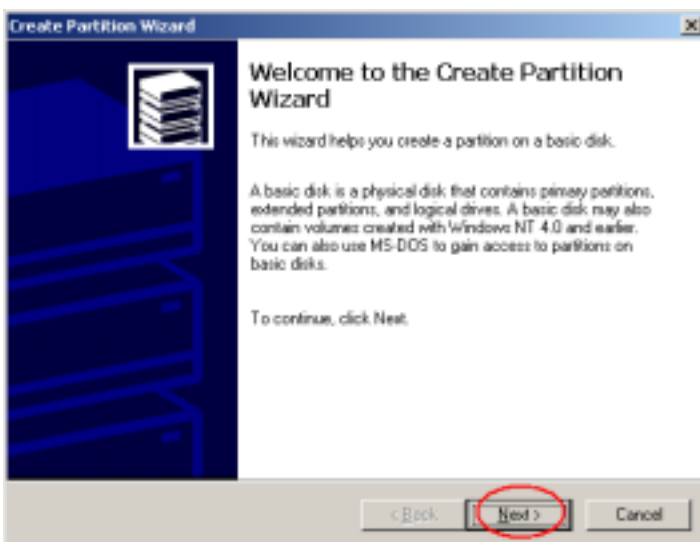 Create Partition Wizard
Welcome to the Create Partition
Wizard
This wizard helps you create a partition on a basic disk.
A basic disk is a physical disk that contains primary partitions,
extended partitions, and logical drives. A basic disk may also
contain volumes created with Windows NT 4.0 and earlier.
You can also use MS-DOS to gain access to partitions on
basic disks.
To continue, click Next.
< Back Next > Cancel